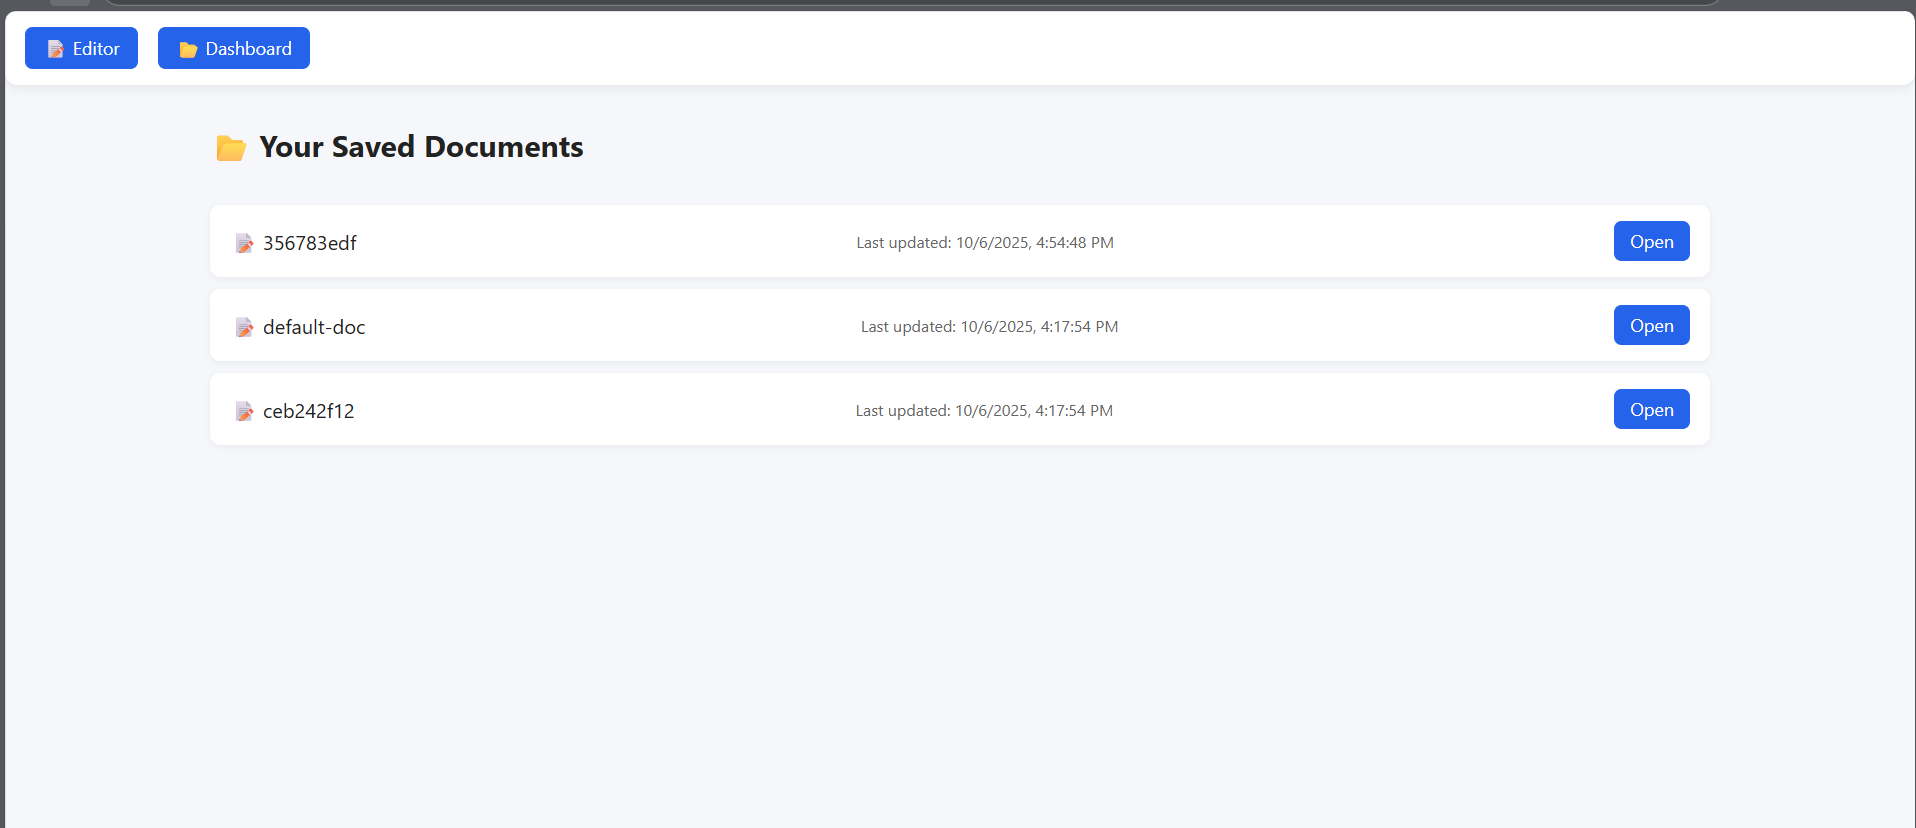 Editor Dashboard
Your Saved Documents
356783edf Last updated: 10/6/2025, 4:54:48 PM Open
default-doc Last updated: 10/6/2025, 4:17:54 PM Open
ceb242f12 Last updated: 10/6/2025, 4:17:54 PM Open